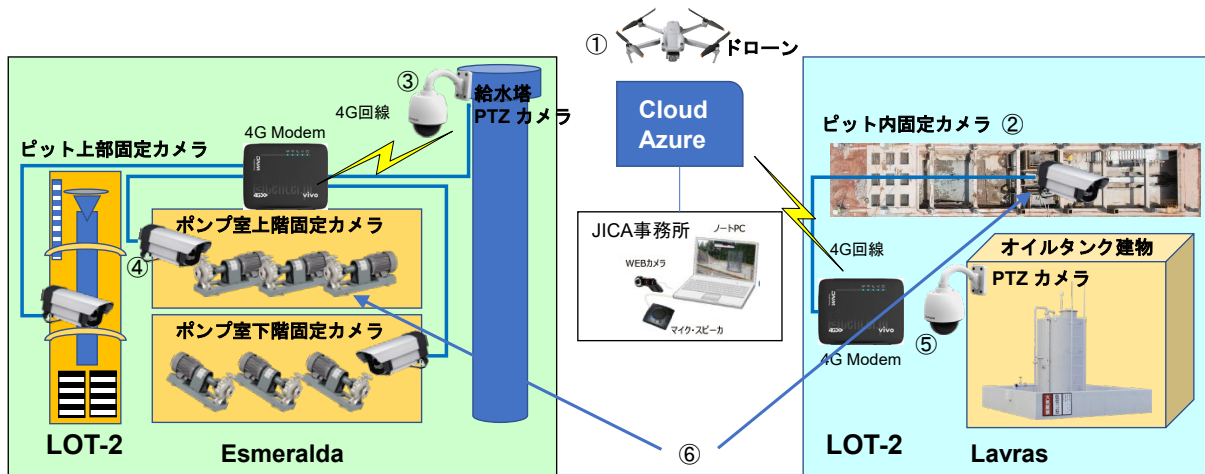 ①
ドローン
Cloud
Azure
JICA事務所
ノートPC
WEBカメラ
マイク・スピーカ
③
給水塔
PTZ カメラ
4G回線
4G Modem
vivo
ピット上部固定カメラ
ポンプ室上階固定カメラ
④
ポンプ室下階固定カメラ
LOT-2
Esmeralda
⑥
ピット内固定カメラ ②
4G回線
オイルタンク建物
PTZ カメラ
vivo
⑤
4G Modem
LOT-2
Lavras